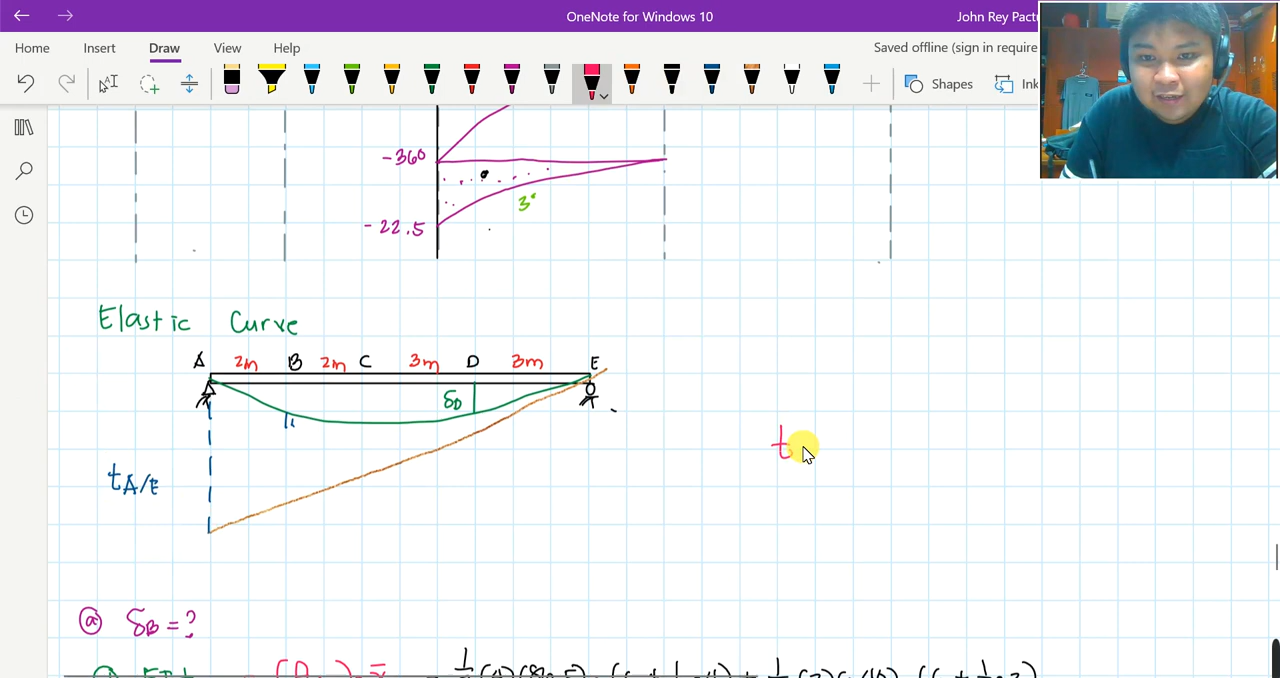 OneNote for Windows 10
John Rey Pact
Home Insert Draw View Help
Saved offline (sign in require
Shapes
Ink
-360
3°
-22.5
Elastic Curve
A 2m B 2m C 3m D 3m E
δD
tA/E
t
ⓐ δB = ?